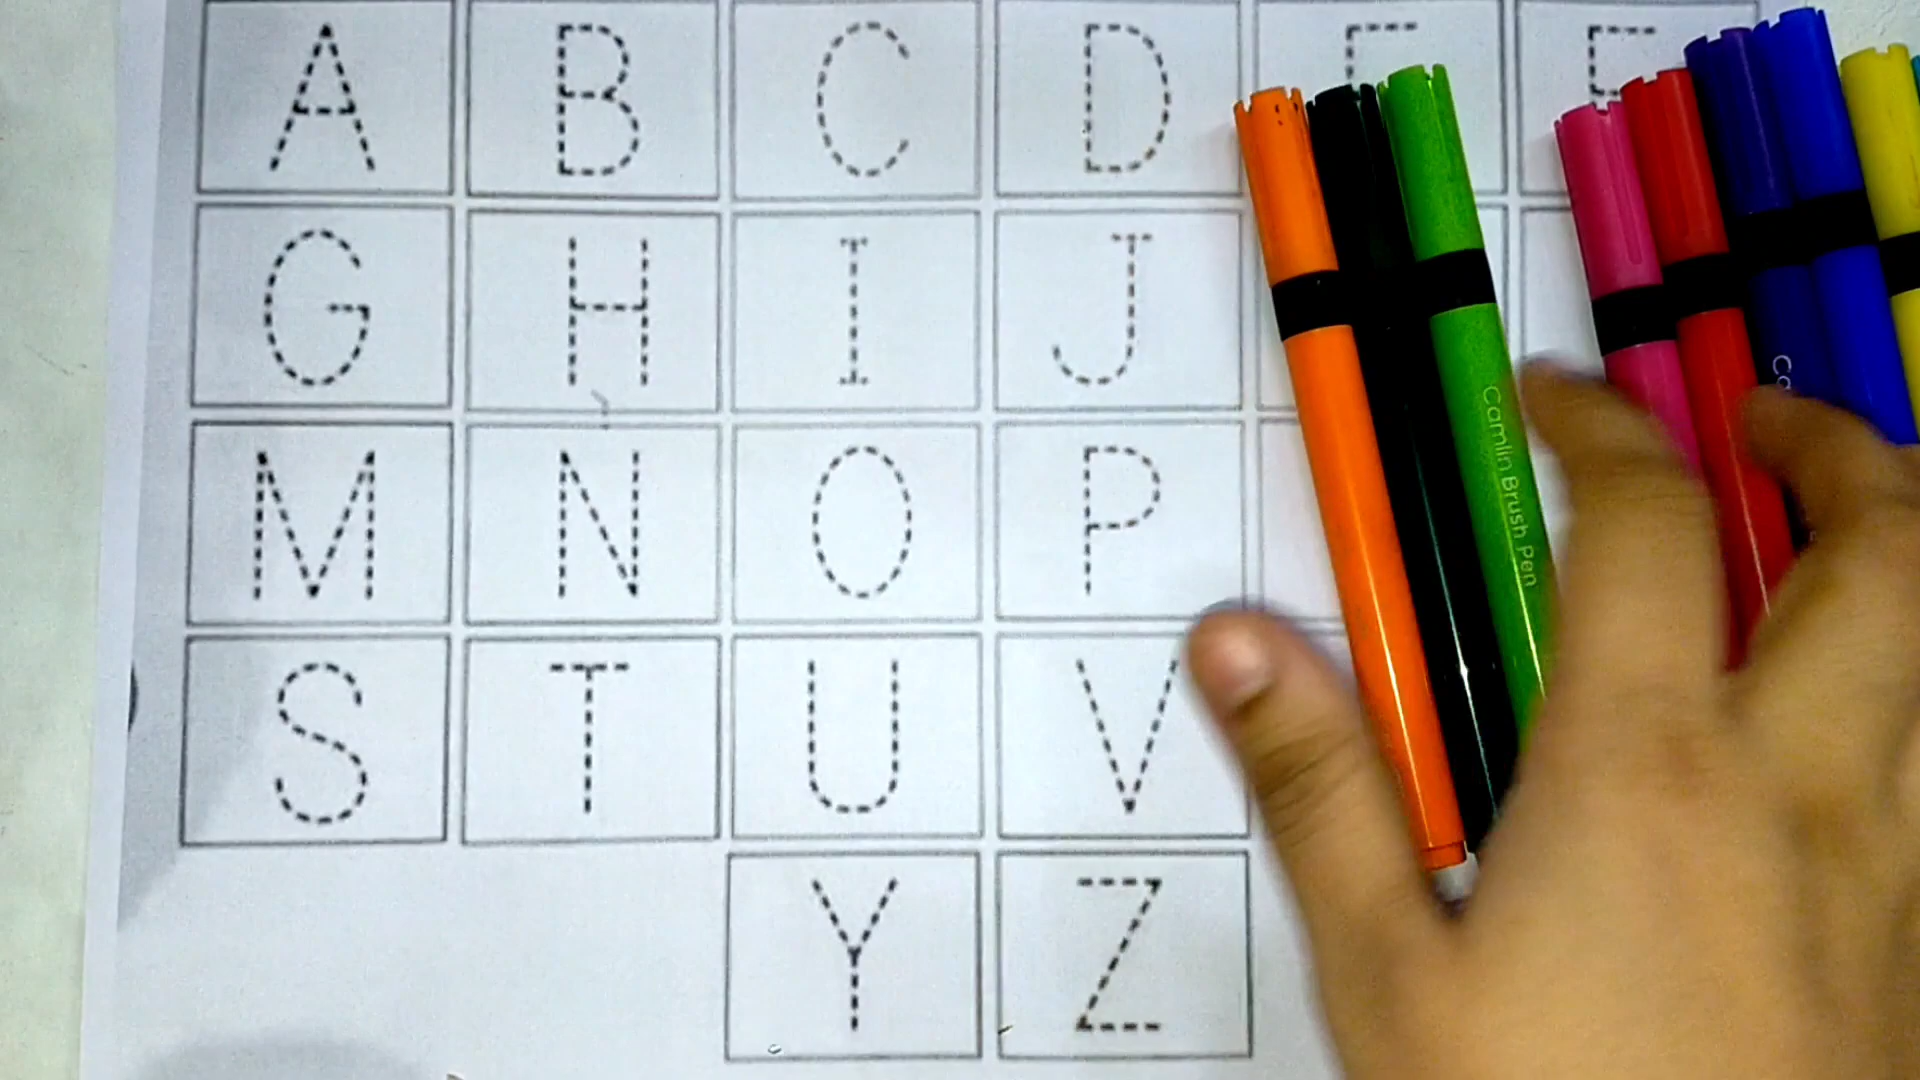 A B C D E F
G H I J
M N O P
S T U V
Y Z
Camlin Brush Pen